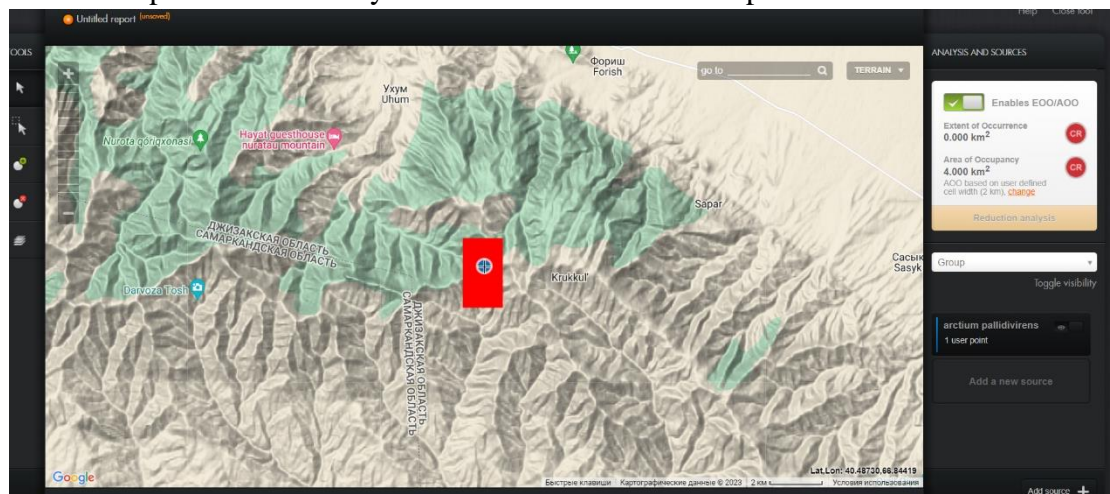 Help Close tool
Untitled report (unsaved)
TOOLS
ANALYSIS AND SOURCES
go to
TERRAIN
Фориш
Forish
Ухум
Uhum
Nurota qo'riqxonasi
Hayat guesthouse
nuratau mountain
Enables EOO/AOO
Extent of Occurrence
0.000 km2
CR
Area of Occupancy
4.000 km2
CR
AOO based on user defined
cell width (2 km), change
Reduction analysis
Sapar
ДЖИЗАКСКАЯ ОБЛАСТЬ
САМАРКАНДСКАЯ ОБЛАСТЬ
Сасык
Sasyk
Krukkul'
Darvoza Tosh
ДЖИЗАКСКАЯ ОБЛАСТЬ
САМАРКАНДСКАЯ ОБЛАСТЬ
Group
Toggle visibility
arctium pallidivirens
1 user point
Add a new source
Google
Lat,Lon: 40.48730,66.84419
Быстрые клавиши Картографические данные © 2023 2 км Условия использования
Add source +